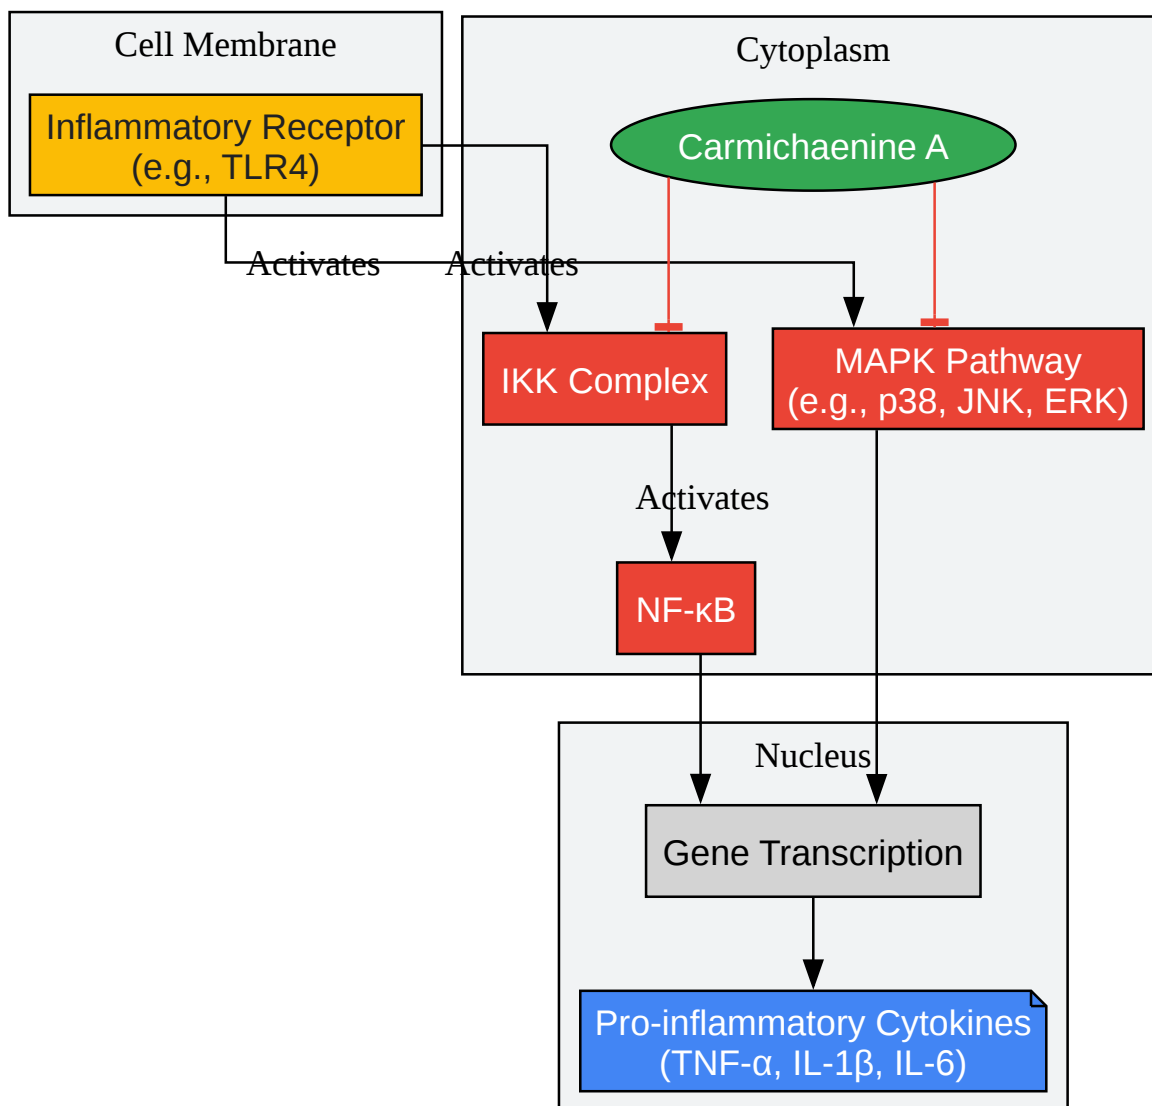 Cell Membrane
Inflammatory Receptor
(e.g., TLR4)
Cytoplasm
Carmichaenine A
Activates
Activates
IKK Complex
MAPK Pathway
(e.g., p38, JNK, ERK)
Activates
NF-κB
Nucleus
Gene Transcription
Pro-inflammatory Cytokines
(TNF-α, IL-1β, IL-6)